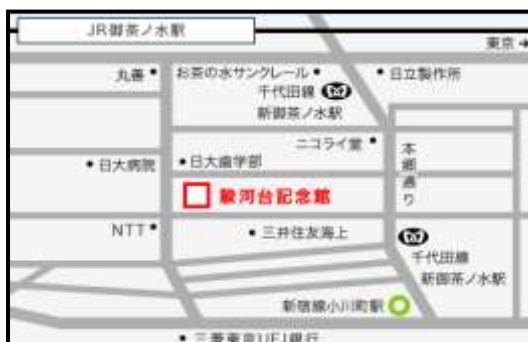 JR御茶ノ水駅
東京→
丸善
お茶の水サンクレール
日立製作所
千代田線
新御茶ノ水駅
ニコライ堂
本郷通り
日大病院
日大歯学部
駿河台記念館
NTT
三井住友海上
千代田線
新御茶ノ水駅
新宿線小川町駅
三菱東京UFJ銀行